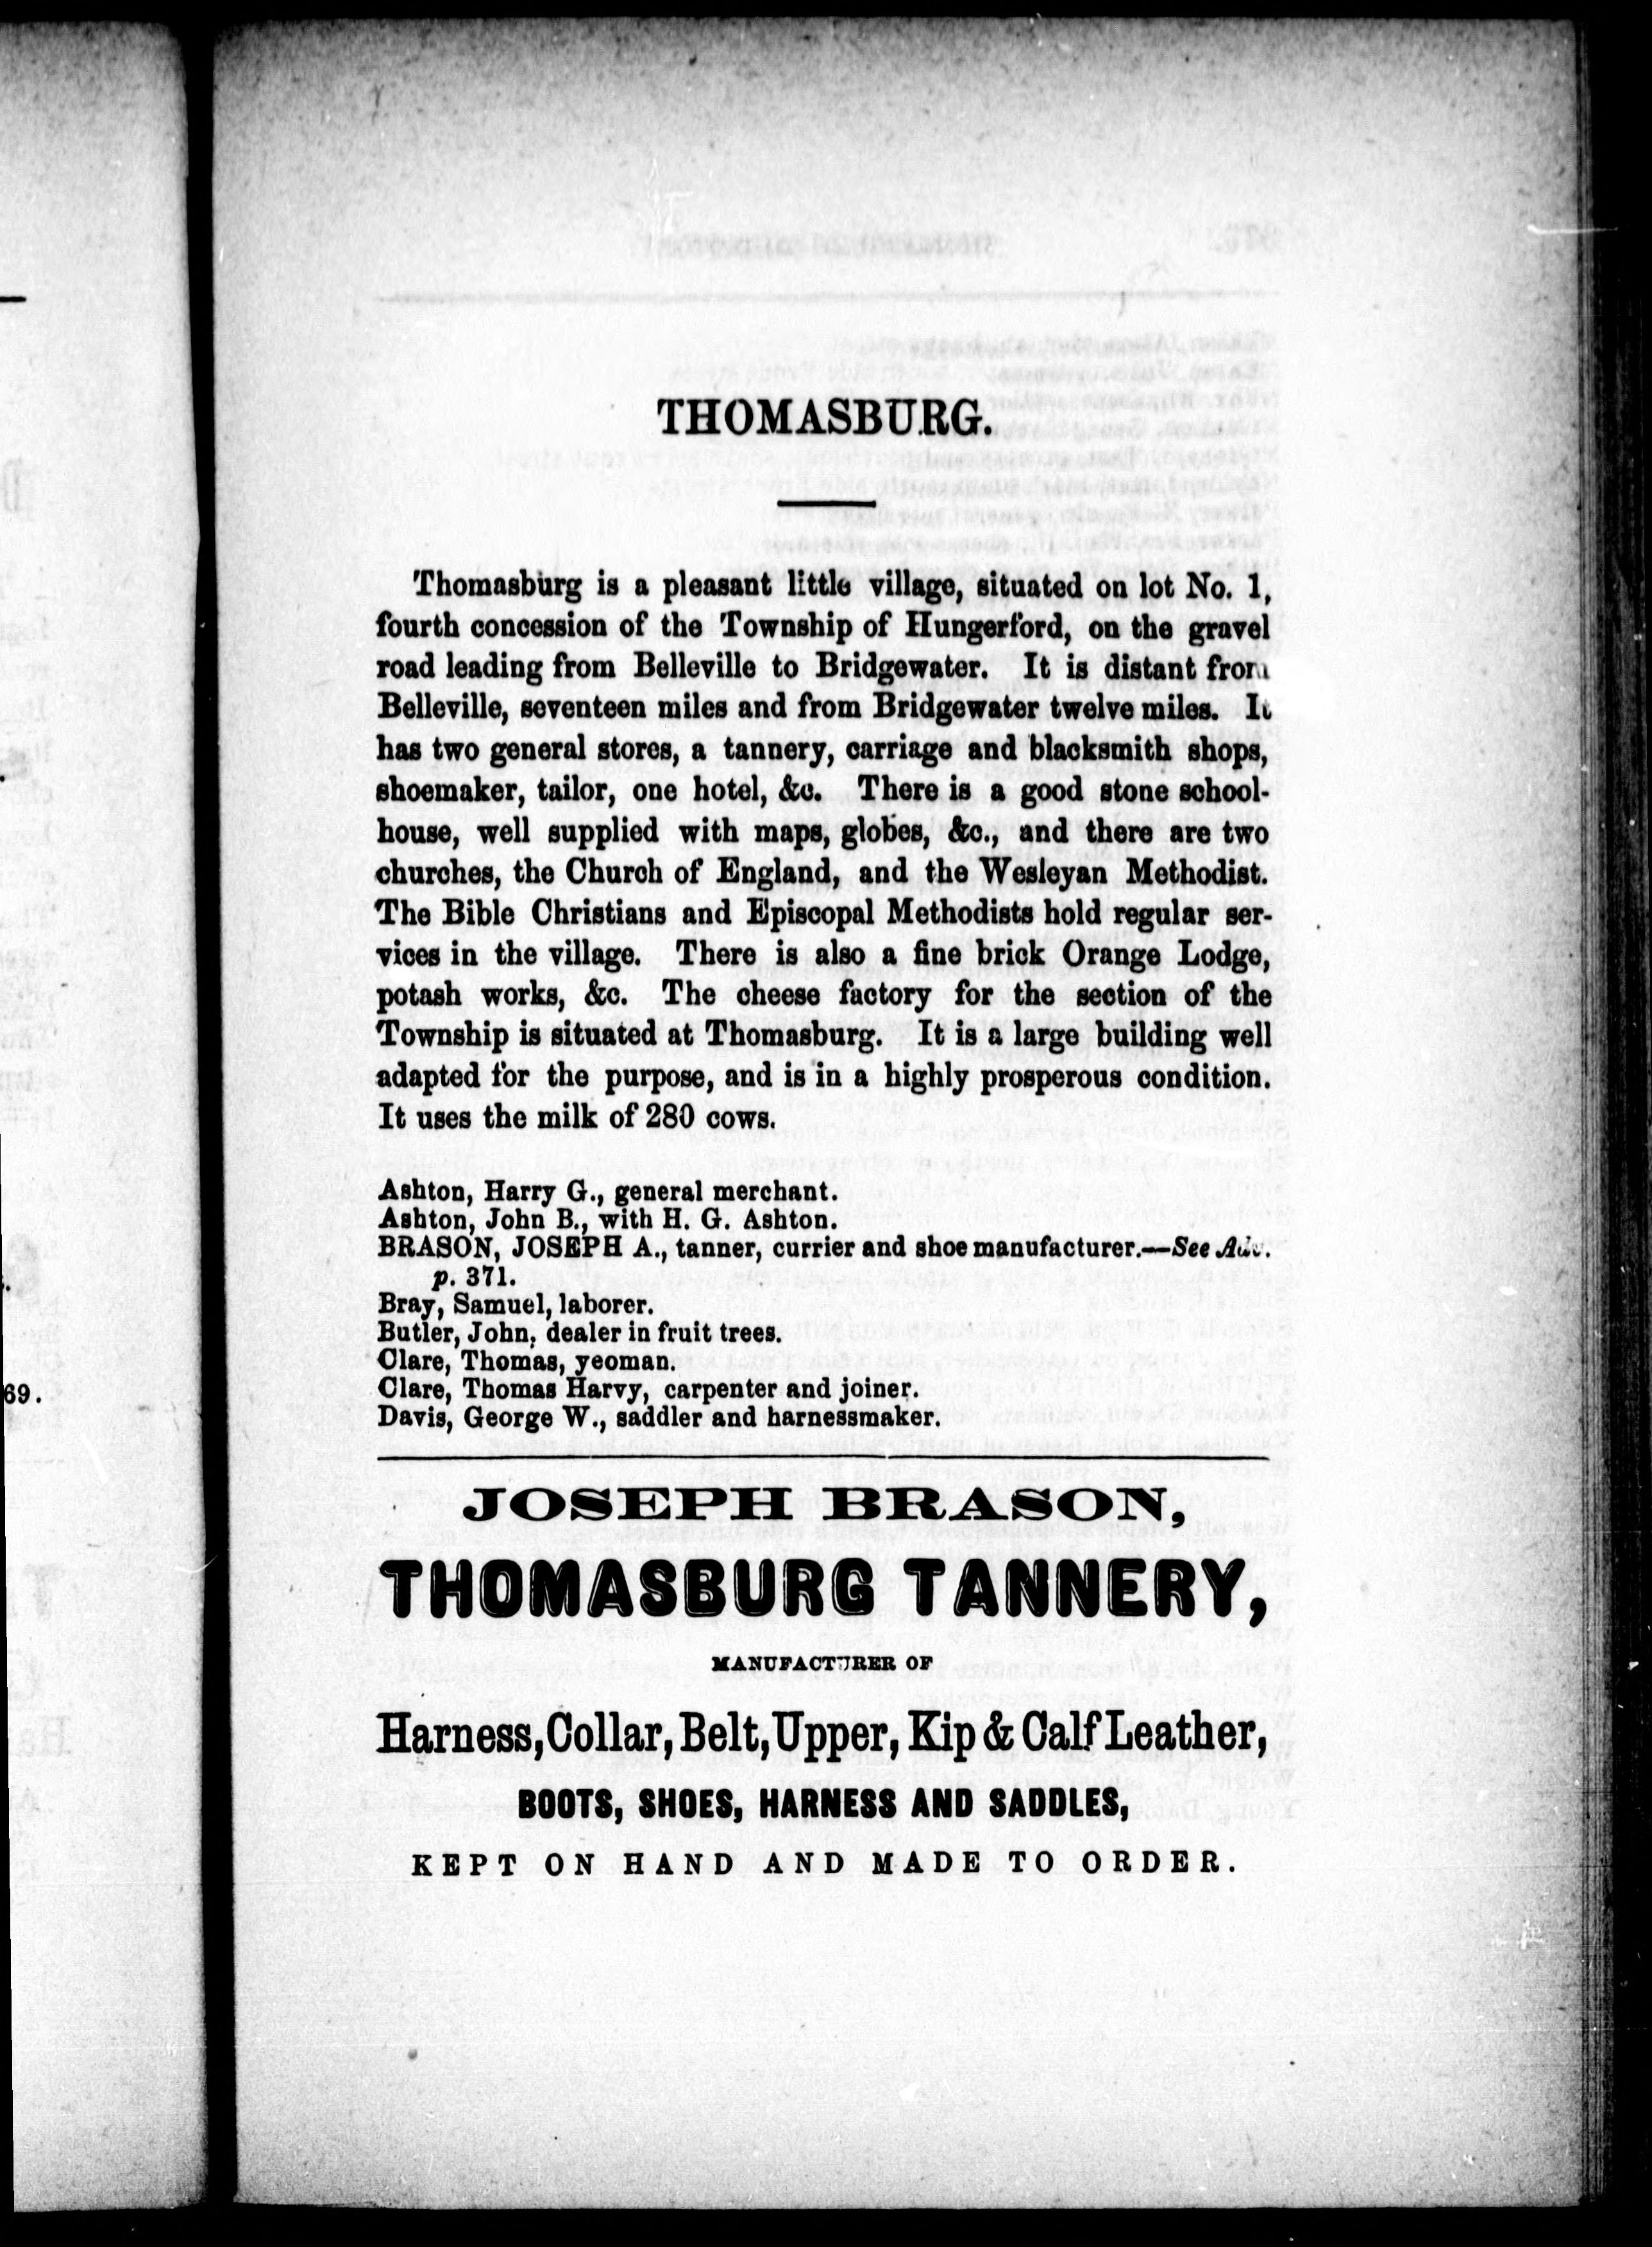 THOMASBURG.
Thomasburg is a pleasant little village, situated on lot No. 1,
fourth concession of the Township of Hungerford, on the gravel
road leading from Belleville to Bridgewater. It is distant from
Belleville, seventeen miles and from Bridgewater twelve miles. It
has two general stores, a tannery, carriage and blacksmith shops,
shoemaker, tailor, one hotel, &c. There is a good stone school-
house, well supplied with maps, globes, &c., and there are two
churches, the Church of England, and the Wesleyan Methodist.
The Bible Christians and Episcopal Methodists hold regular ser-
vices in the village. There is also a fine brick Orange Lodge,
potash works, &c. The cheese factory for the section of the
Township is situated at Thomasburg. It is a large building well
adapted for the purpose, and is in a highly prosperous condition.
It uses the milk of 280 cows.
Ashton, Harry G., general merchant.
Ashton, John B., with H. G. Ashton.
BRASON, JOSEPH A., tanner, currier and shoe manufacturer.—See Adv.
p. 371.
Bray, Samuel, laborer.
Butler, John, dealer in fruit trees.
Clare, Thomas, yeoman.
Clare, Thomas Harvy, carpenter and joiner.
Davis, George W., saddler and harnessmaker.
69.
JOSEPH BRASON,
THOMASBURG TANNERY,
MANUFACTURER OF
Harness, Collar, Belt, Upper, Kip & Calf Leather,
BOOTS, SHOES, HARNESS AND SADDLES,
KEPT ON HAND AND MADE TO ORDER.